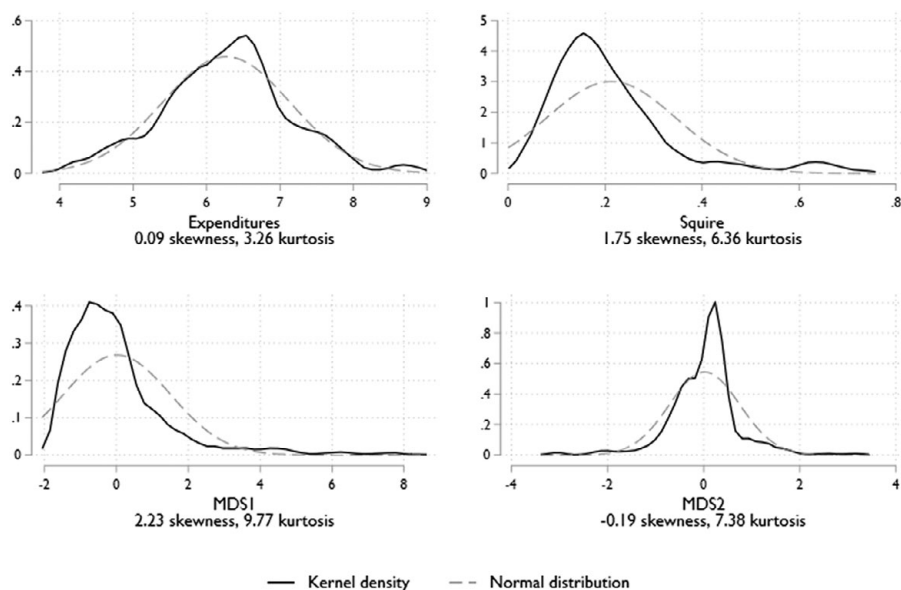 .6
.4
.2
0
4 5 6 7 8 9
Expenditures
0.09 skewness, 3.26 kurtosis
5
4
3
2
1
0
0 .2 .4 .6 .8
Squire
1.75 skewness, 6.36 kurtosis
.4
.3
.2
.1
0
-2 0 2 4 6 8
MDS1
2.23 skewness, 9.77 kurtosis
1
.8
.6
.4
.2
0
-4 -2 0 2 4
MDS2
-0.19 skewness, 7.38 kurtosis
Kernel density Normal distribution